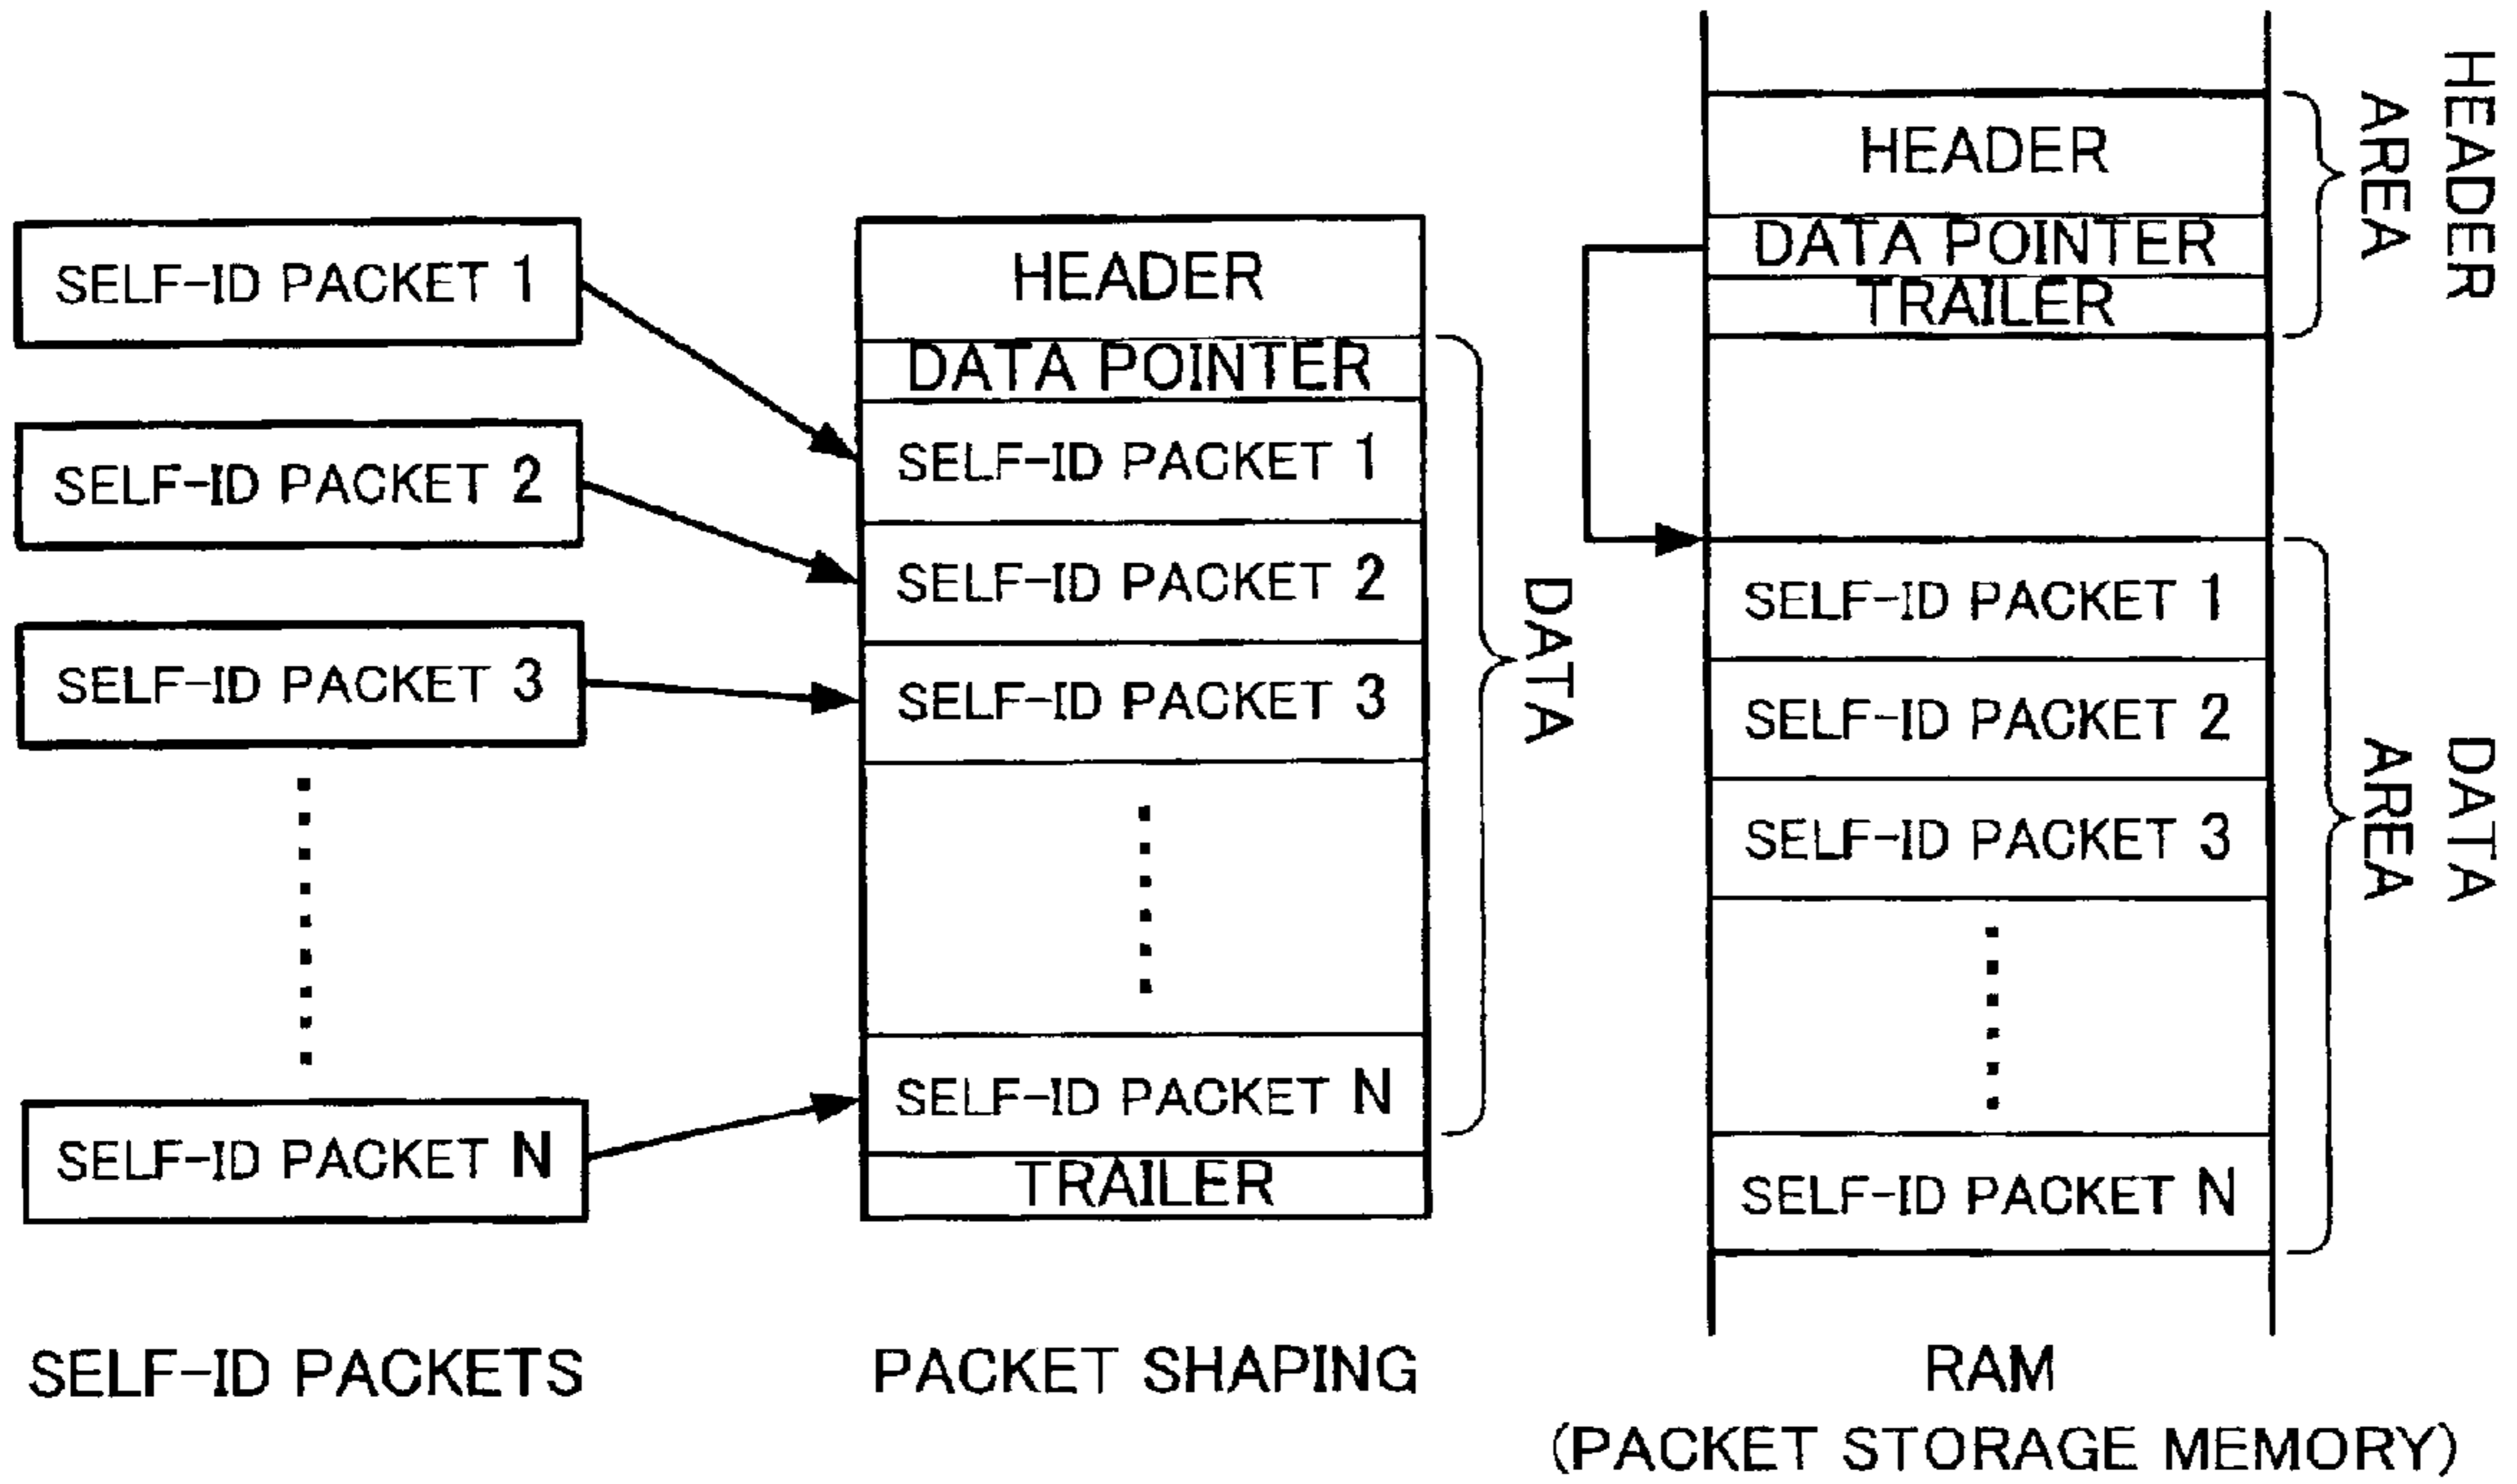 SELF-ID PACKET 1
SELF-ID PACKET 2
SELF-ID PACKET 3
SELF-ID PACKET N
SELF-ID PACKETS
HEADER
DATA POINTER
SELF-ID PACKET 1
SELF-ID PACKET 2
SELF-ID PACKET 3
SELF-ID PACKET N
TRAILER
DATA
PACKET SHAPING
HEADER
DATA POINTER
TRAILER
SELF-ID PACKET 1
SELF-ID PACKET 2
SELF-ID PACKET 3
SELF-ID PACKET N
HEADER
AREA
DATA
AREA
RAM
(PACKET STORAGE MEMORY)